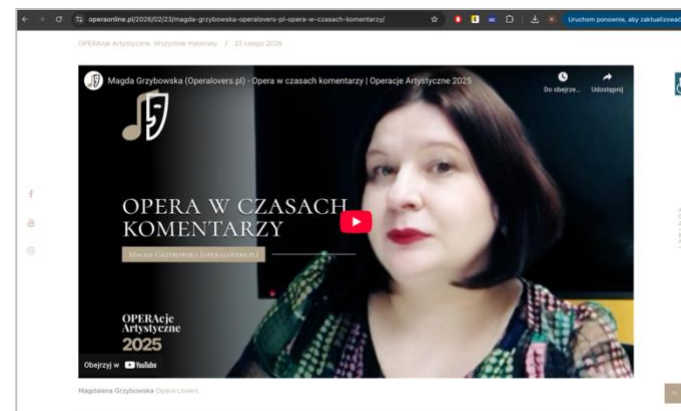 operaonline.pl/2026/02/23/magda-grzybowska-operalovers-pl-opera-w-czasach-komentarzy/
Uruchom ponownie, aby zaktualizować
OPERAcje Artystyczne, Wszystkie materiały / 23 lutego 2026
Magda Grzybowska (Operalovers.pl) - Opera w czasach komentarzy | Operacje Artystyczne 2025
Do obejrze...
Udostępnij
OPERA W CZASACH
KOMENTARZY
MAGDA GRZYBOWSKA (OPERALOVERS.PL)
OPERAcje
Artystyczne
2025
Obejrzyj w YouTube
Magdalena Grzybowska Opera Lovers